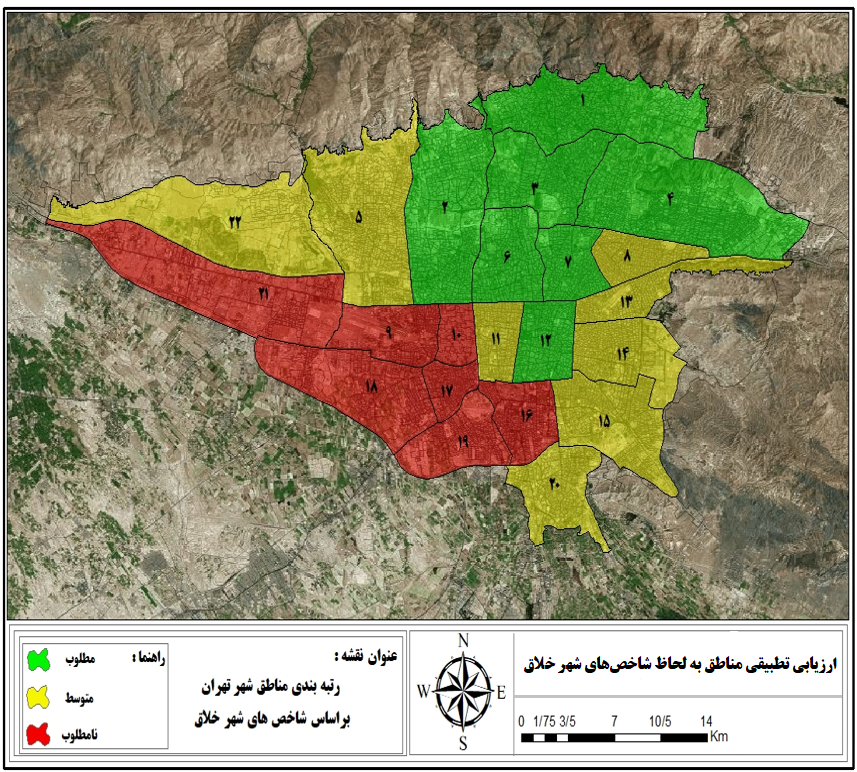 ۱
۲
۳
۴
۵
۲۲
۶
۷
۸
۲۱
۱۳
۹
۱۰
۱۱
۱۲
۱۴
۱۸
۱۷
۱۶
۱۵
۱۹
۲۰
عنوان نقشه :
رتبه بندی مناطق شهر تهران
براساس شاخص های شهر خلاق
راهنما :
مطلوب
متوسط
نامطلوب
N
W E
S
ارزیابی تطبیقی مناطق به لحاظ شاخص‌های شهر خلاق
0 1/75 3/5 7 10/5 14
Km